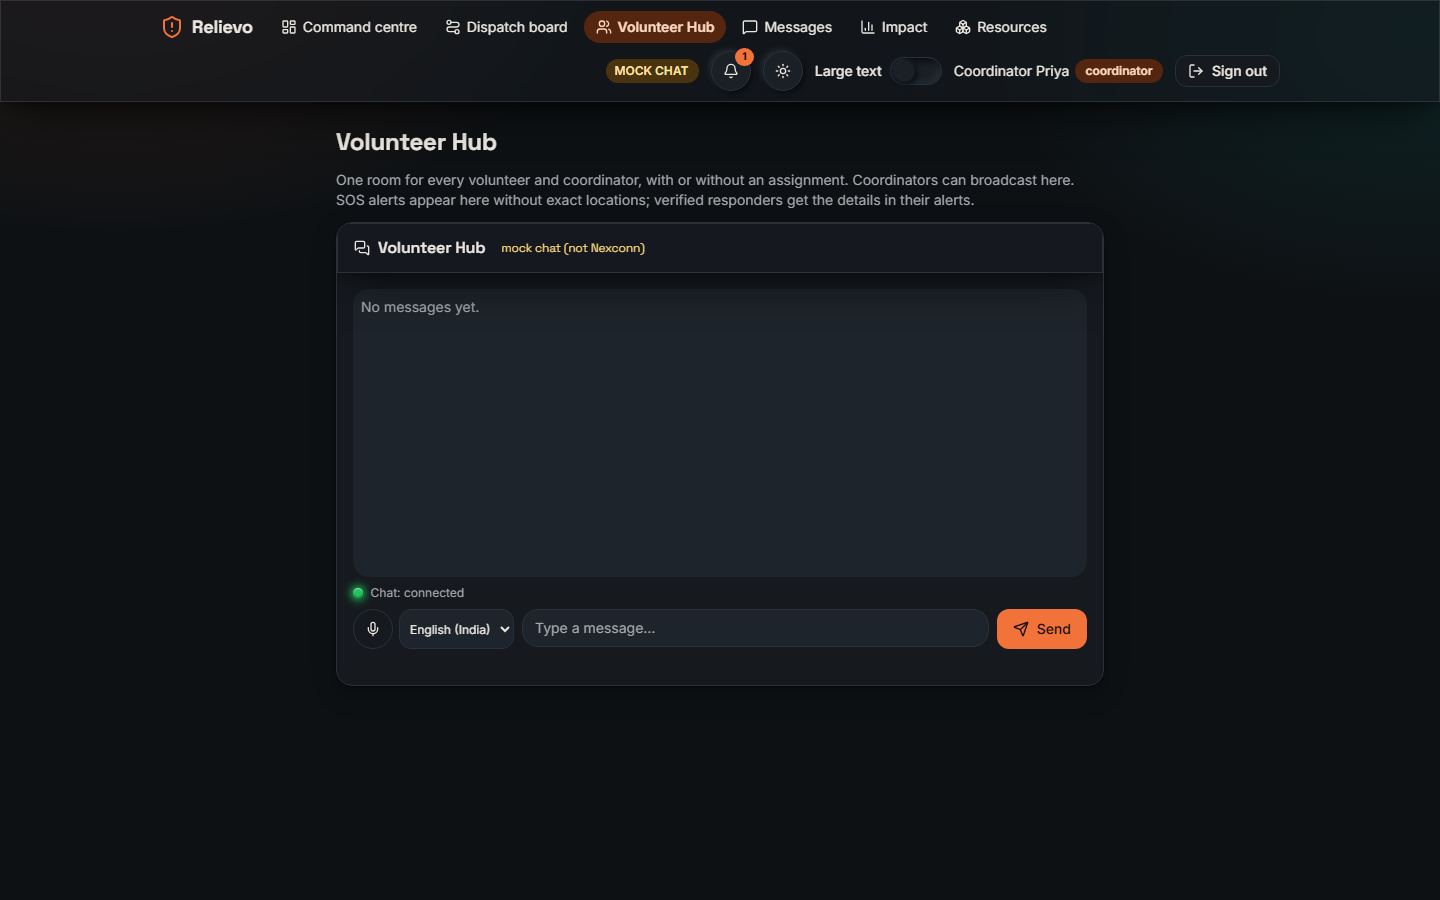 Relievo
Command centre
Dispatch board
Volunteer Hub
Messages
Impact
Resources
MOCK CHAT
1
Large text
Coordinator Priya
coordinator
Sign out
Volunteer Hub
One room for every volunteer and coordinator, with or without an assignment. Coordinators can broadcast here.
SOS alerts appear here without exact locations; verified responders get the details in their alerts.
Volunteer Hub
mock chat (not Nexconn)
No messages yet.
Chat: connected
English (India)
Type a message...
Send